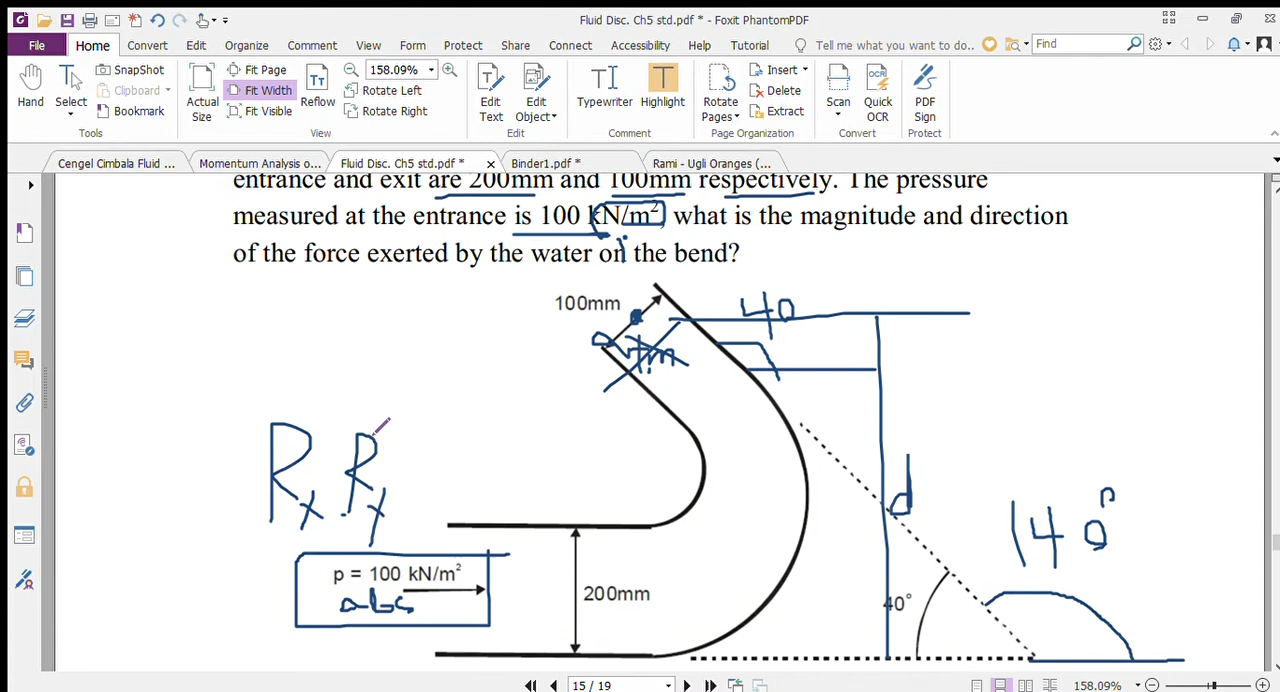 Fluid Disc. Ch5 std.pdf * - Foxit PhantomPDF
File Home Convert Edit Organize Comment View Form Protect Share Connect Accessibility Help Tutorial Tell me what you want to do.. Find
Hand Select SnapShot Clipboard Bookmark Actual Size Fit Page Fit Width Fit Visible Reflow 158.09% Rotate Left Rotate Right Edit Text Edit Object Typewriter Highlight Rotate Pages Insert Delete Extract Scan Quick OCR PDF Sign
Tools View Edit Comment Page Organization Convert Protect
Cengel Cimbala Fluid ... Momentum Analysis o... Fluid Disc. Ch5 std.pdf * Binder1.pdf * Rami - Ugli Oranges (...
entrance and exit are 200mm and 100mm respectively. The pressure
measured at the entrance is 100 kN/m², what is the magnitude and direction
of the force exerted by the water on the bend?
100mm
40
Rx Ry
d
140°
p = 100 kN/m²
abs
200mm
40°
15 / 19 158.09%